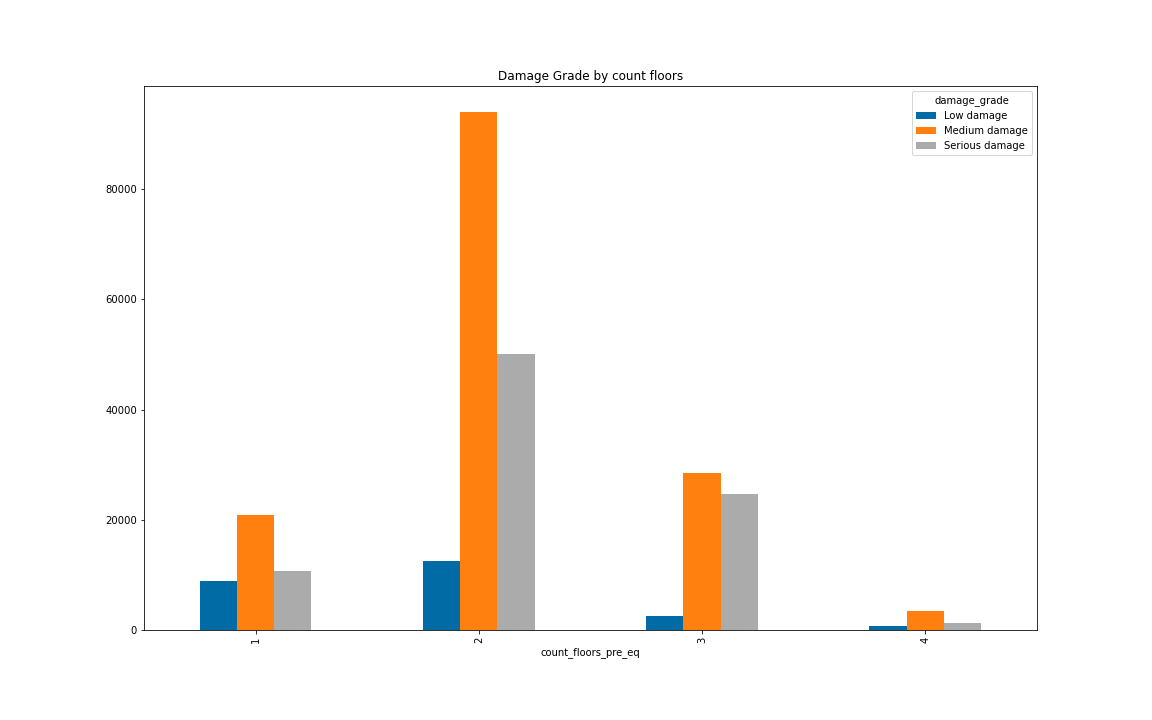 Damage Grade by count floors
damage_grade
Low damage
Medium damage
Serious damage
80000
60000
40000
20000
0
1
2
3
4
count_floors_pre_eq